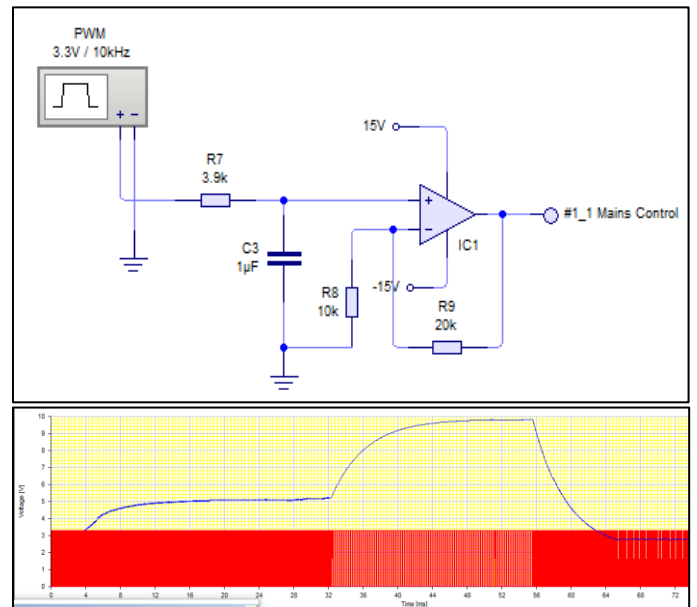 PWM
3.3V / 10kHz
+ -
R7
3.9k
15V
+
-
IC1
#1_1 Mains Control
C3
1µF
R8
10k
-15V
R9
20k
10
9
8
7
6
5
4
3
2
1
0
Voltage [V]
0 4 8 12 16 20 24 28 32 36 40 44 48 52 56 60 64 68 72
Time [ms]